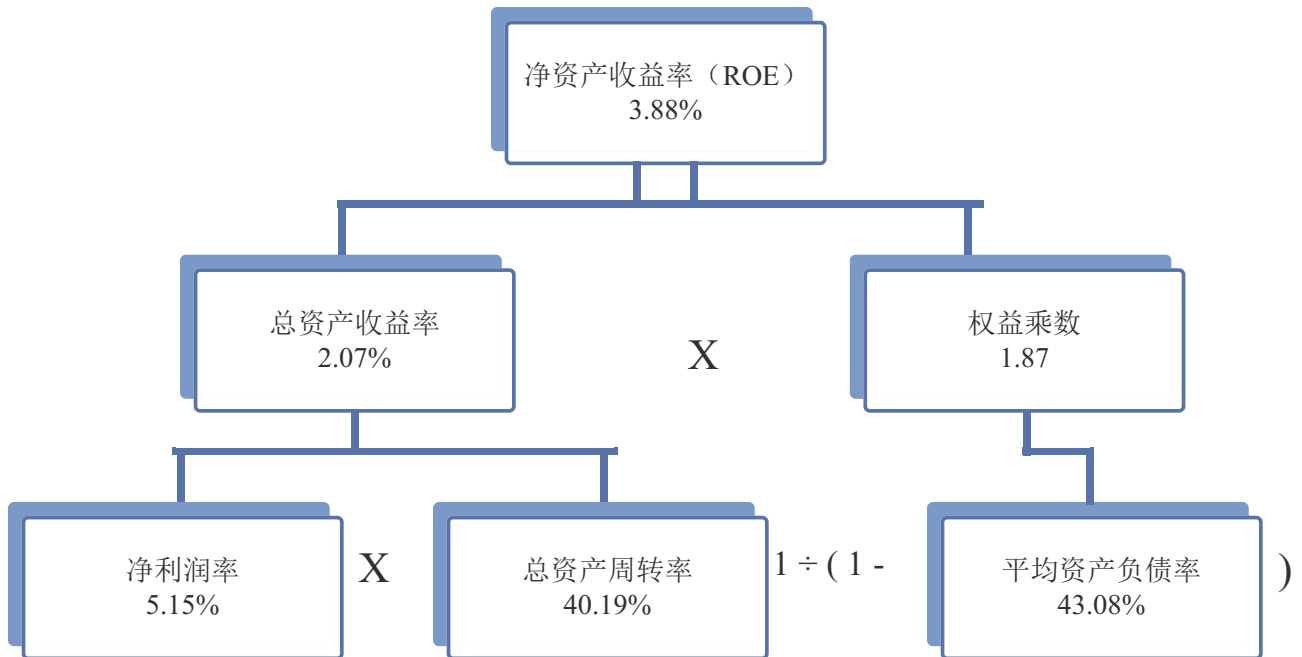 净资产收益率（ROE）
3.88%
总资产收益率
2.07%
X
权益乘数
1.87
净利润率
5.15%
X
总资产周转率
40.19%
1 ÷ ( 1 -
平均资产负债率
43.08%
)